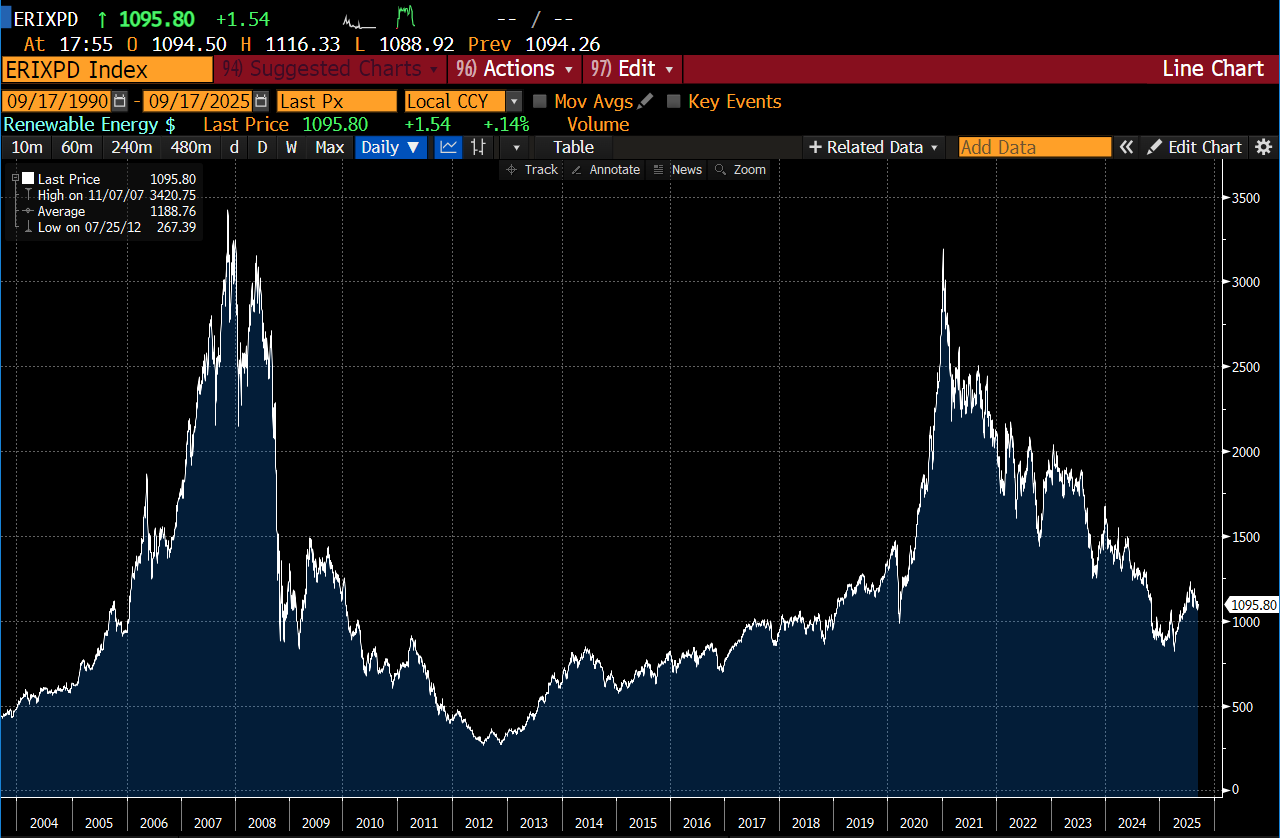 ERIXPD ↑ 1095.80 +1.54 -- / --
At 17:55 O 1094.50 H 1116.33 L 1088.92 Prev 1094.26
ERIXPD Index 94) Suggested Charts 96) Actions 97) Edit Line Chart
09/17/1990 - 09/17/2025 Last Px Local CCY Mov Avgs Key Events
Renewable Energy $ Last Price 1095.80 +1.54 +.14% Volume
10m 60m 240m 480m d D W Max Daily ▼ Table + Related Data Add Data « Edit Chart
Track Annotate News Zoom
Last Price 1095.80
High on 11/07/07 3420.75
Average 1188.76
Low on 07/25/12 267.39
3500
3000
2500
2000
1500
1095.80
1000
500
0
2004 2005 2006 2007 2008 2009 2010 2011 2012 2013 2014 2015 2016 2017 2018 2019 2020 2021 2022 2023 2024 2025